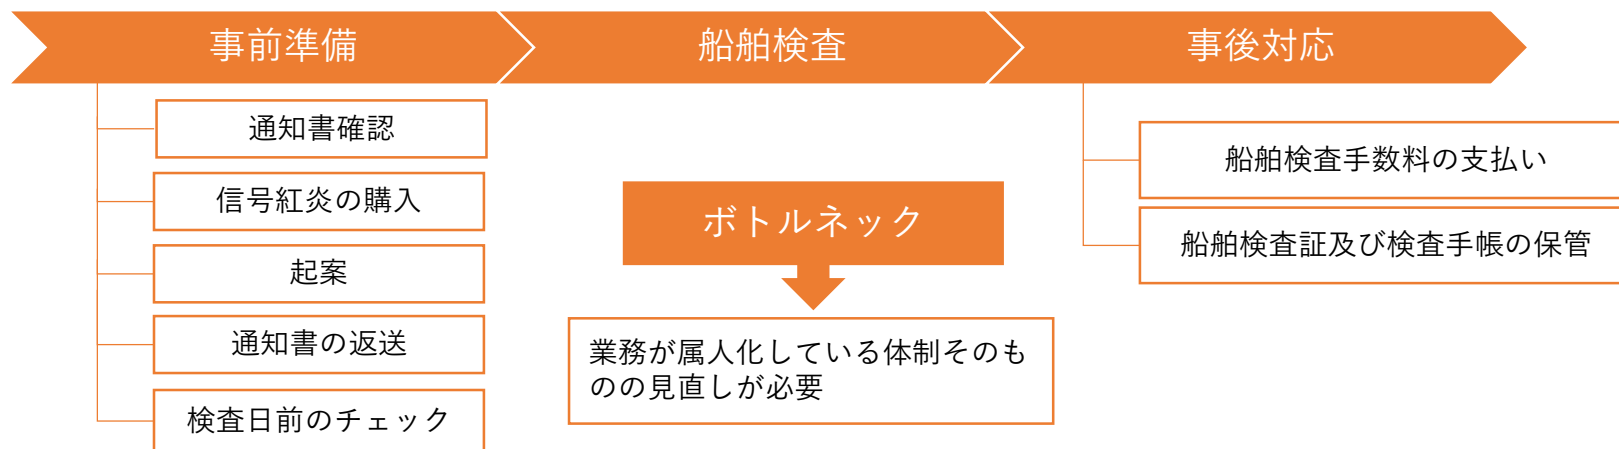 事前準備
船舶検査
事後対応
通知書確認
信号紅炎の購入
起案
通知書の返送
検査日前のチェック
ボトルネック
業務が属人化している体制そのも
のの見直しが必要
船舶検査手数料の支払い
船舶検査証及び検査手帳の保管